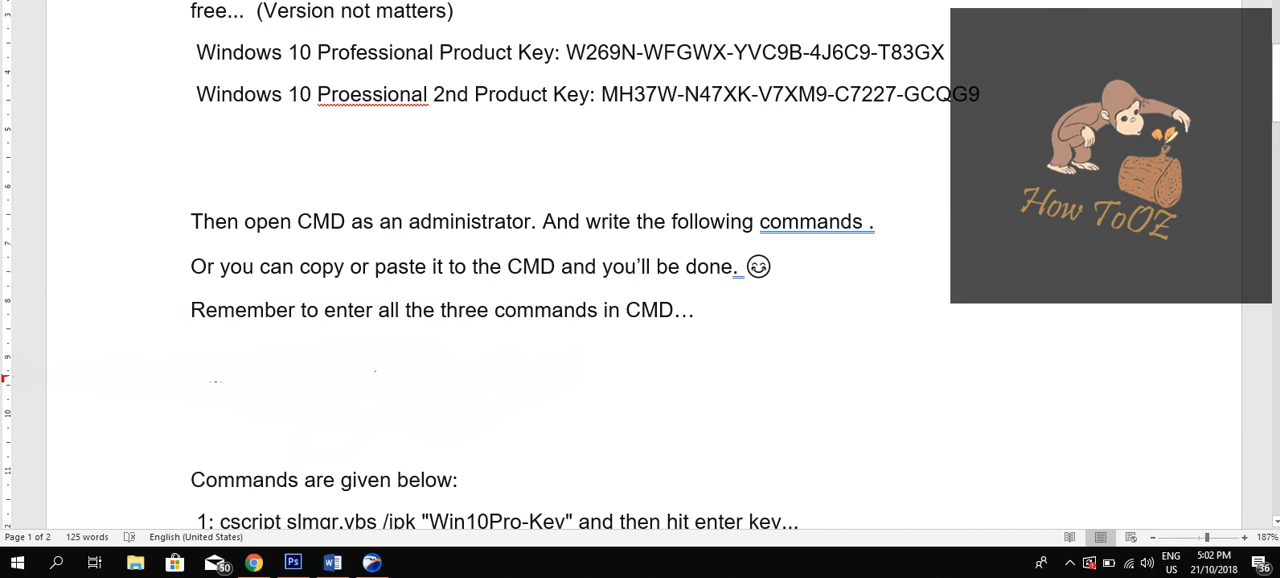 free... (Version not matters)
Windows 10 Professional Product Key: W269N-WFGWX-YVC9B-4J6C9-T83GX
Windows 10 Proessional 2nd Product Key: MH37W-N47XK-V7XM9-C7227-GCQG9
How ToOZ
Then open CMD as an administrator. And write the following commands .
Or you can copy or paste it to the CMD and you’ll be done. 😊
Remember to enter all the three commands in CMD…
Commands are given below:
1: cscript slmgr.vbs /ipk "Win10Pro-Key" and then hit enter key...
Page 1 of 2 125 words English (United States) 187%
50 Ps W ENG US 5:02 PM 21/10/2018 36